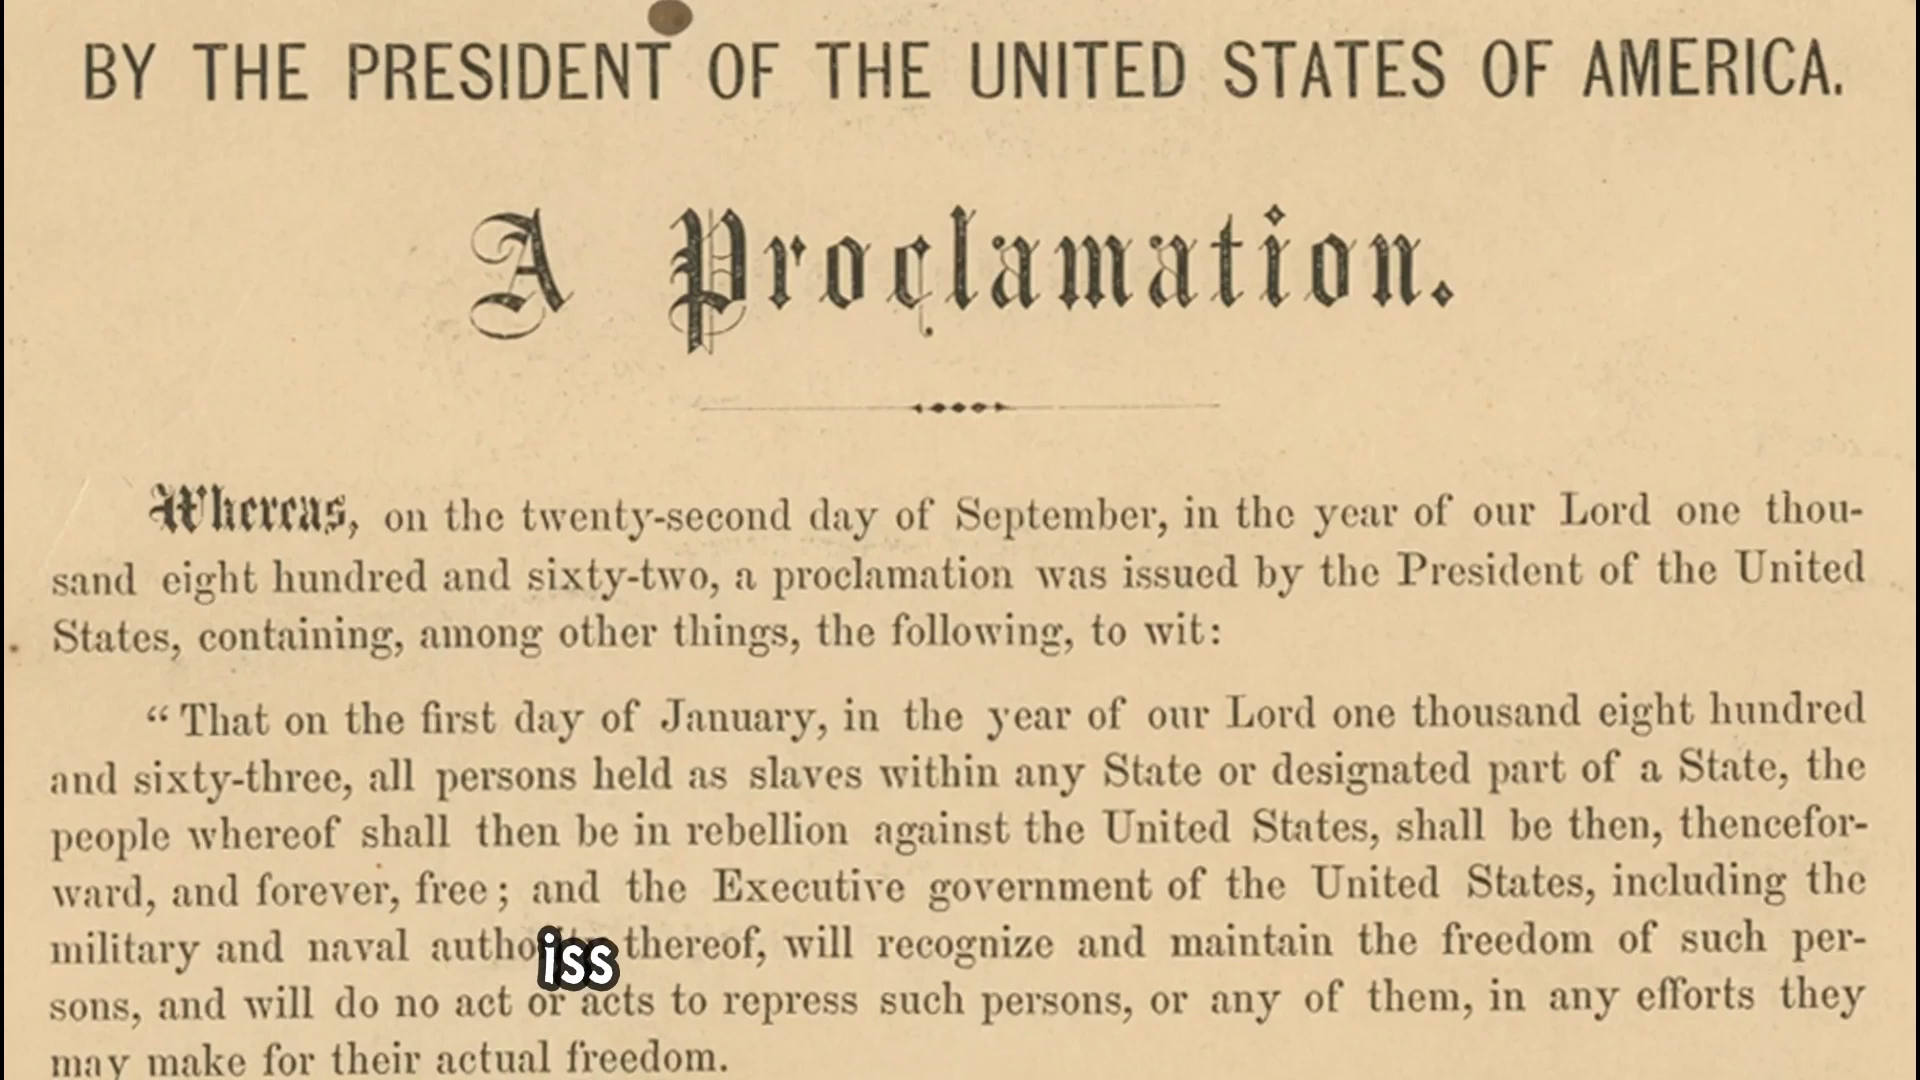 BY THE PRESIDENT OF THE UNITED STATES OF AMERICA.
A Proclamation.
Whereas, on the twenty-second day of September, in the year of our Lord one thou-
sand eight hundred and sixty-two, a proclamation was issued by the President of the United
States, containing, among other things, the following, to wit:
“That on the first day of January, in the year of our Lord one thousand eight hundred
and sixty-three, all persons held as slaves within any State or designated part of a State, the
people whereof shall then be in rebellion against the United States, shall be then, thencefor-
ward, and forever, free; and the Executive government of the United States, including the
military and naval thereof, will recognize and maintain the freedom of such per-
iss
sons, and will do no act or acts to repress such persons, or any of them, in any efforts they
may make for their actual freedom.